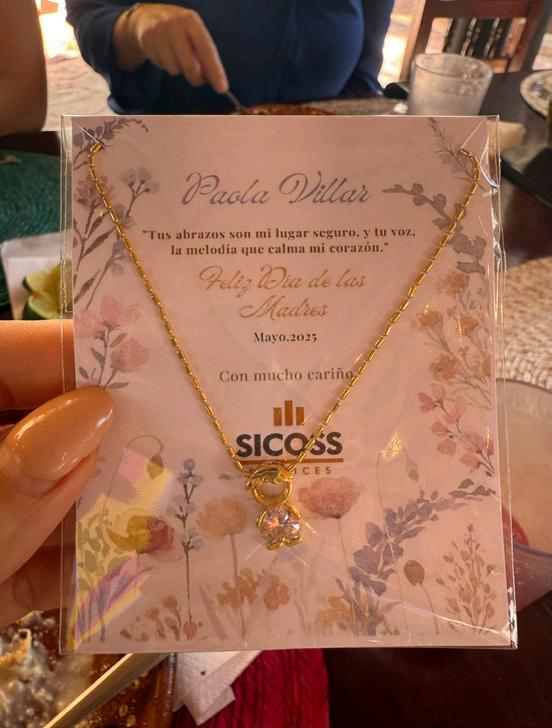 Paola Villar
"Tus abrazos son mi lugar seguro, y tu voz,
la melodía que calma mi corazón."
Feliz Dia de las
Madres
Mayo.2025
Con mucho cariño
SICOSS